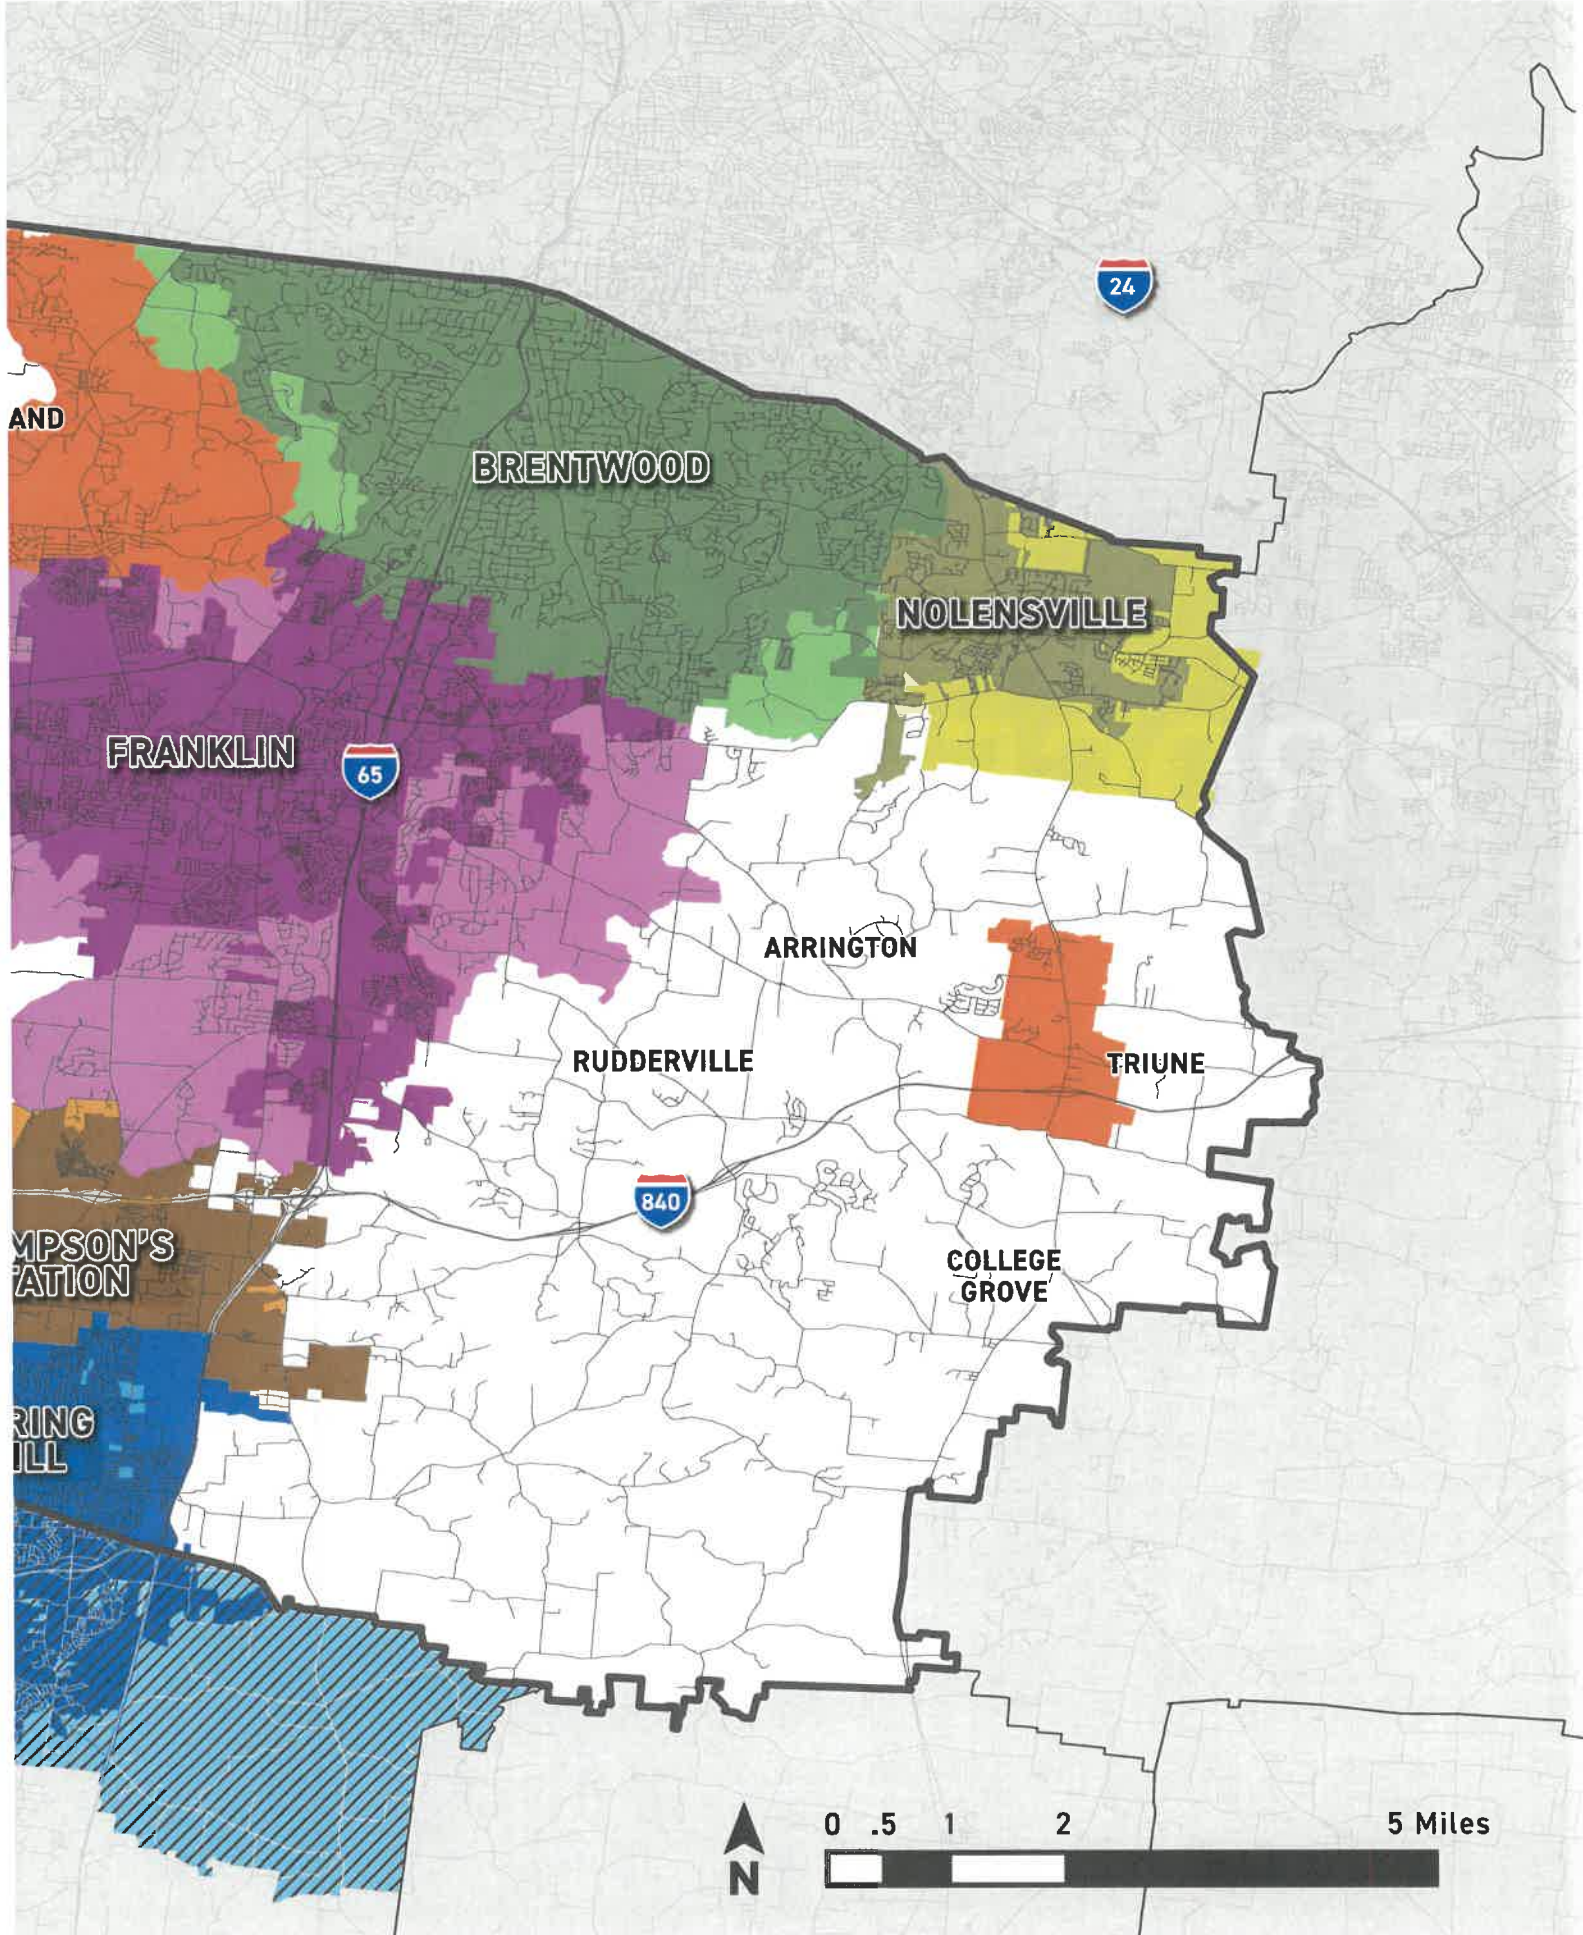 24
AND
BRENTWOOD
NOLENSVILLE
FRANKLIN
65
ARRINGTON
RUDDERVILLE
TRIUNE
840
MPSON'S
TATION
COLLEGE
GROVE
RING
ILL
0 .5 1 2 5 Miles
N